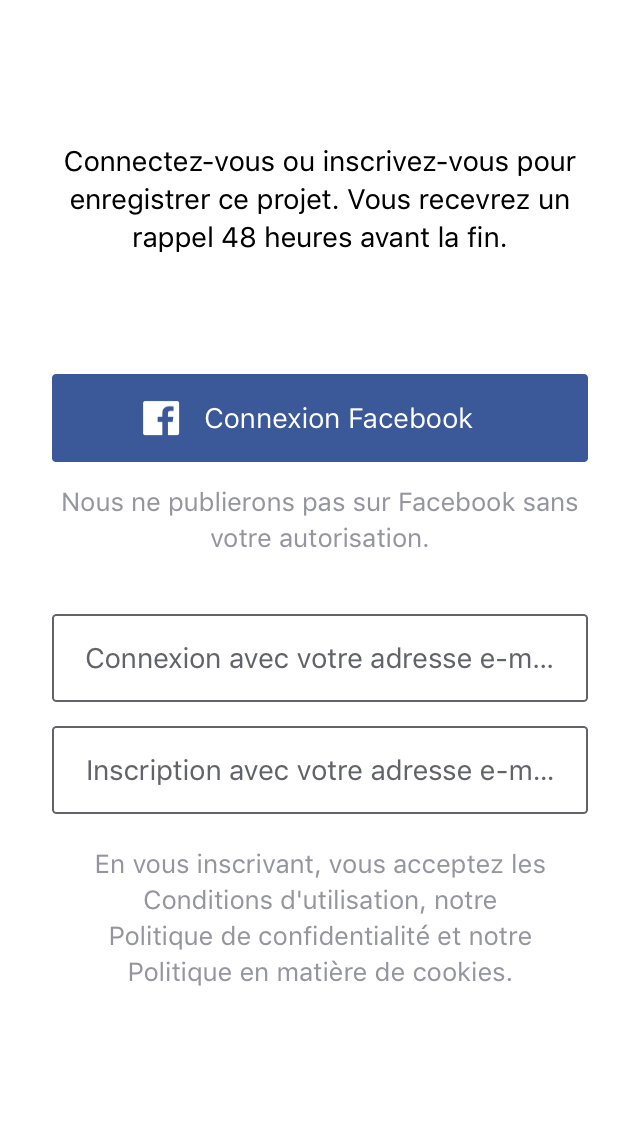 Connectez-vous ou inscrivez-vous pour
enregistrer ce projet. Vous recevrez un
rappel 48 heures avant la fin.
Connexion Facebook
Nous ne publierons pas sur Facebook sans
votre autorisation.
Connexion avec votre adresse e-m...
Inscription avec votre adresse e-m...
En vous inscrivant, vous acceptez les
Conditions d'utilisation, notre
Politique de confidentialité et notre
Politique en matière de cookies.